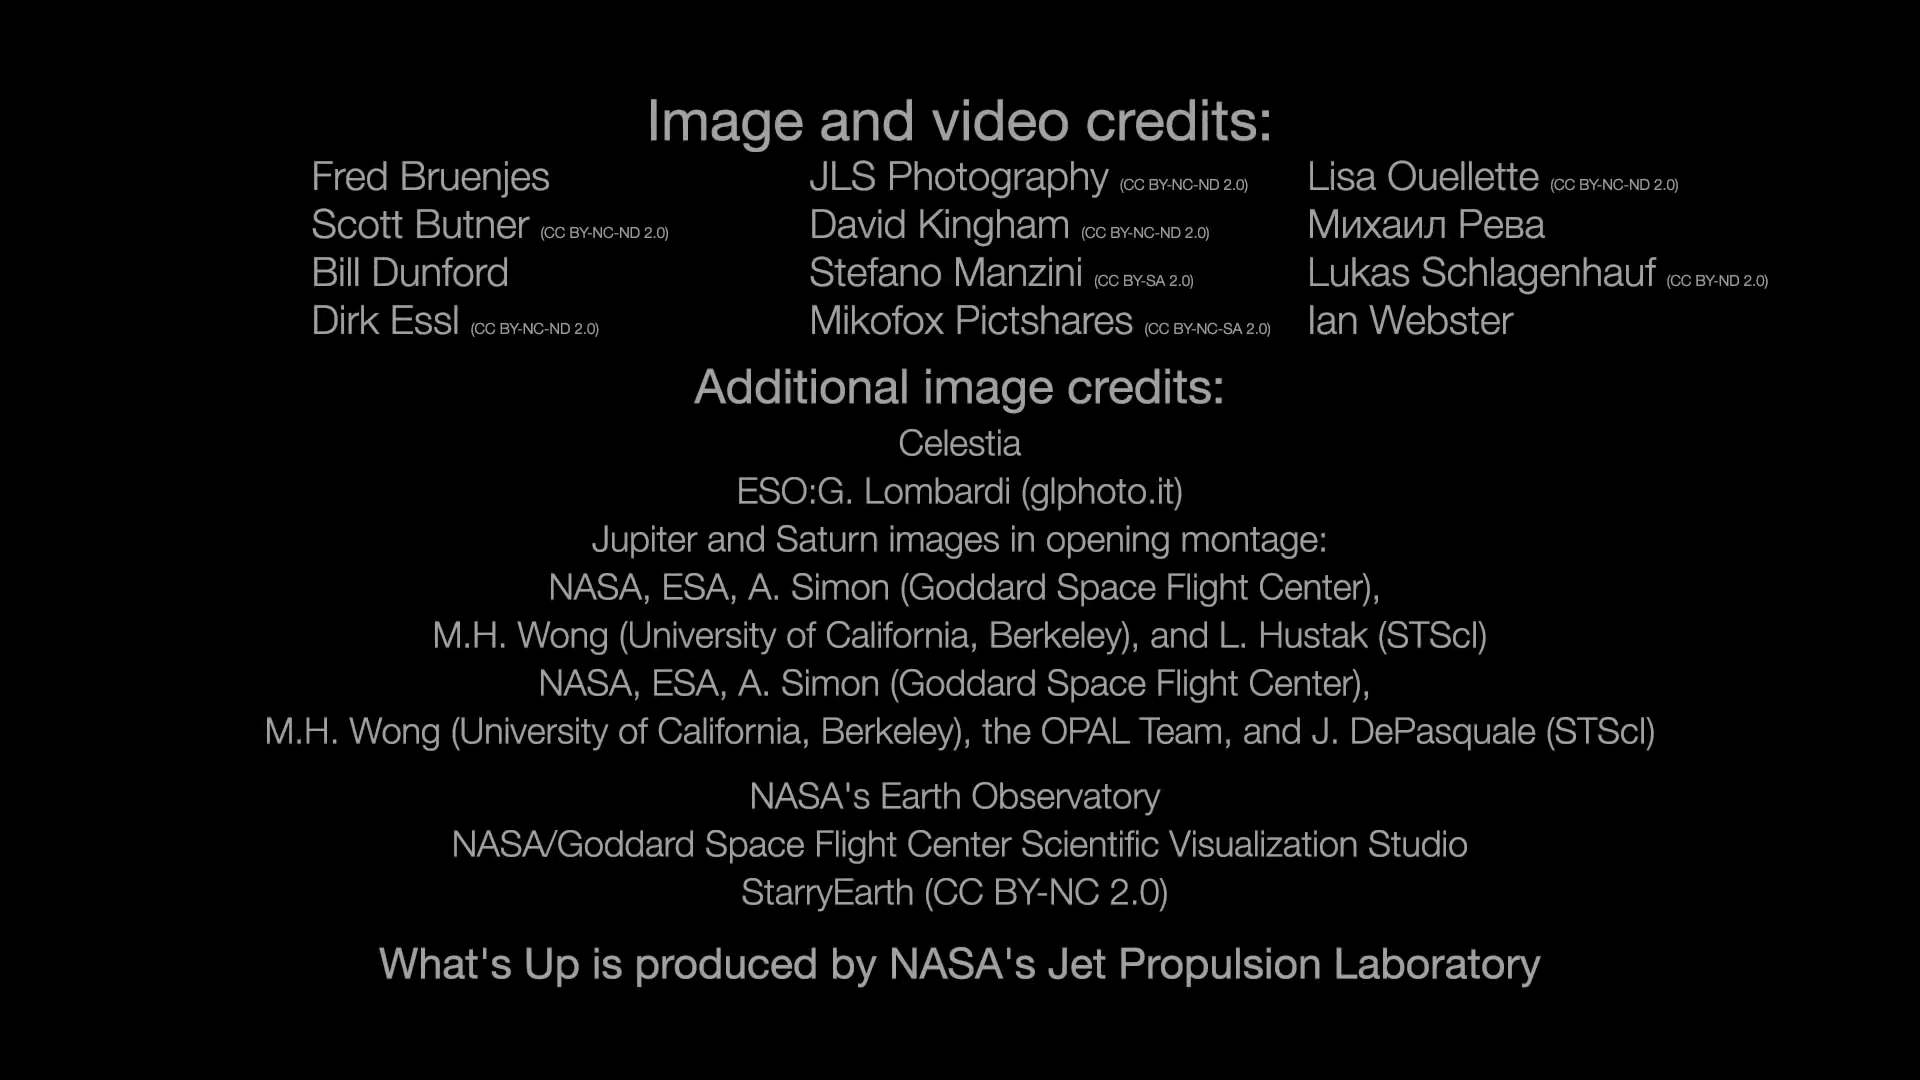 Image and video credits:
Fred Bruenjes
Scott Butner (CC BY-NC-ND 2.0)
Bill Dunford
Dirk Essl (CC BY-NC-ND 2.0)
JLS Photography (CC BY-NC-ND 2.0)
David Kingham (CC BY-NC-ND 2.0)
Stefano Manzini (CC BY-SA 2.0)
Mikofox Pictshares (CC BY-NC-SA 2.0)
Lisa Ouellette (CC BY-NC-ND 2.0)
Михаил Рева
Lukas Schlagenhauf (CC BY-ND 2.0)
Ian Webster
Additional image credits:
Celestia
ESO:G. Lombardi (glphoto.it)
Jupiter and Saturn images in opening montage:
NASA, ESA, A. Simon (Goddard Space Flight Center),
M.H. Wong (University of California, Berkeley), and L. Hustak (STScI)
NASA, ESA, A. Simon (Goddard Space Flight Center),
M.H. Wong (University of California, Berkeley), the OPAL Team, and J. DePasquale (STScI)
NASA's Earth Observatory
NASA/Goddard Space Flight Center Scientific Visualization Studio
StarryEarth (CC BY-NC 2.0)
What's Up is produced by NASA's Jet Propulsion Laboratory